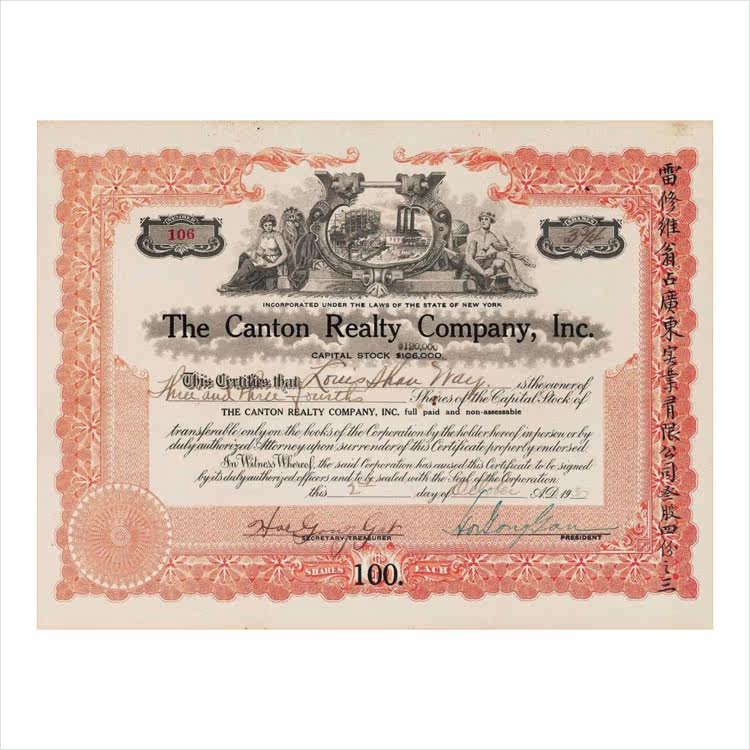 NUMBER
106
SHARES
3 3/4
INCORPORATED UNDER THE LAWS OF THE STATE OF NEW YORK
The Canton Realty Company, Inc.
$120,000
CAPITAL STOCK $106,000.
This Certifies that Louis Shau Way is the owner of
Three and three fourths Shares of the Capital Stock of
THE CANTON REALTY COMPANY, INC. full paid and non-assessable
transferable only on the books of the Corporation by the holder hereof in person or by
duly authorized Attorney upon surrender of this Certificate properly endorsed.
In Witness Whereof, the said Corporation has caused this Certificate to be signed
by its duly authorized officers and to be sealed with the Seal of the Corporation
this 2nd day of October A.D. 19
SECRETARY-TREASURER
PRESIDENT
SHARES 100. EACH
雷修維翁占廣東寔業有限公司叁股四份之三